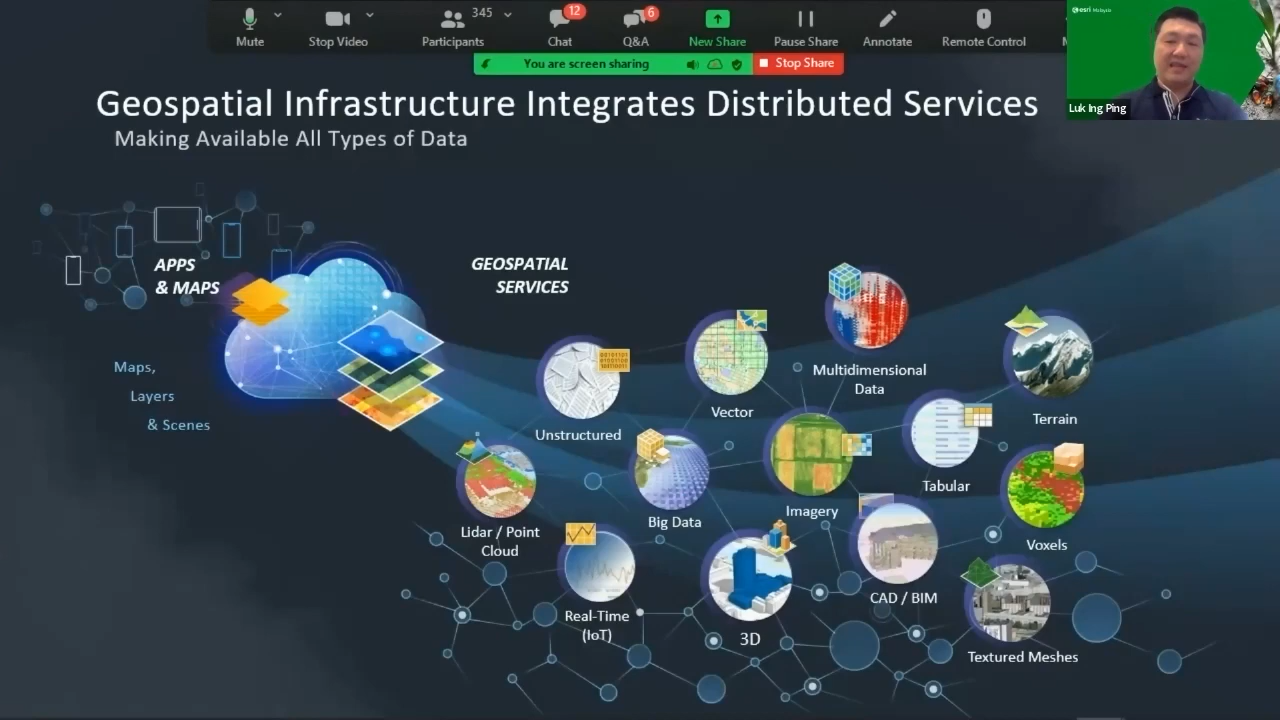 345
12
6
Mute
Stop Video
Participants
Chat
Q&A
New Share
Pause Share
Annotate
Remote Control
You are screen sharing
Stop Share
esri Malaysia
Luk Ing Ping
Geospatial Infrastructure Integrates Distributed Services
Making Available All Types of Data
APPS
& MAPS
GEOSPATIAL
SERVICES
Maps,
Layers
& Scenes
Unstructured
Vector
Multidimensional
Data
Terrain
Lidar / Point
Cloud
Big Data
Imagery
Tabular
Voxels
Real-Time
(IoT)
3D
CAD / BIM
Textured Meshes